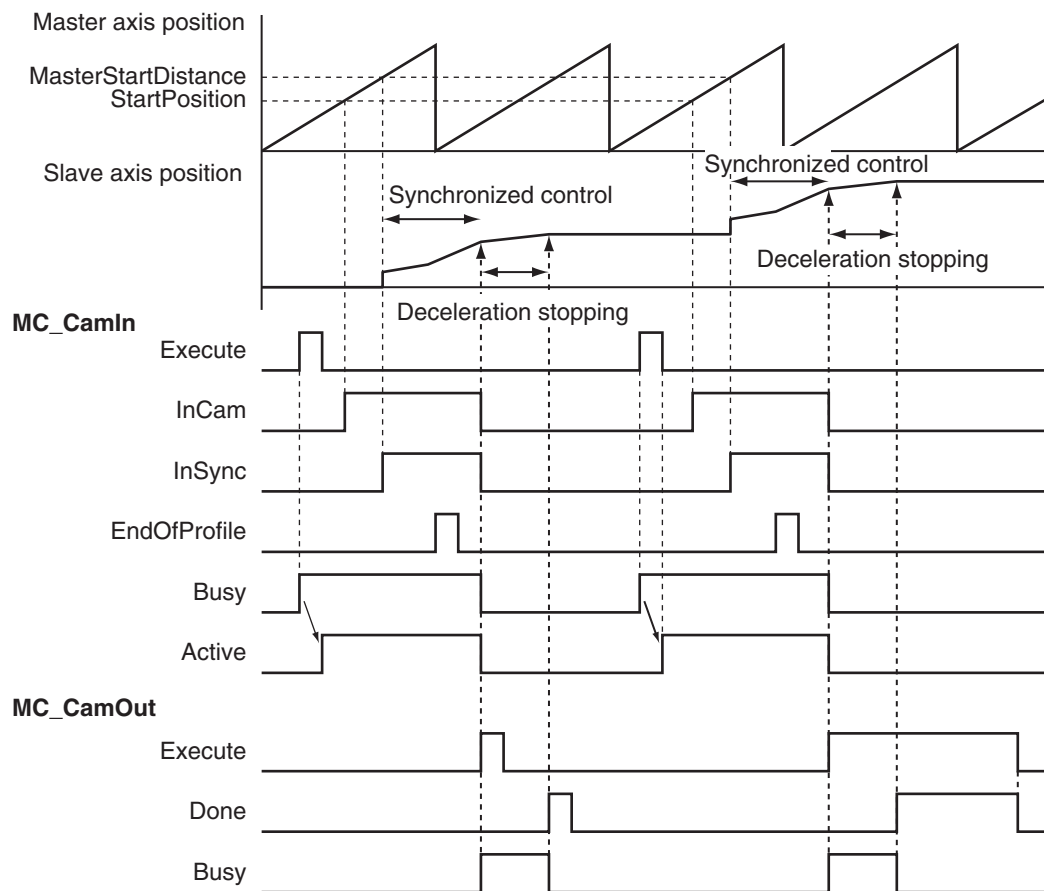 Master axis position
MasterStartDistance
StartPosition
Slave axis position
Synchronized control
Synchronized control
Deceleration stopping
Deceleration stopping
MC_CamIn
Execute
InCam
InSync
EndOfProfile
Busy
Active
MC_CamOut
Execute
Done
Busy